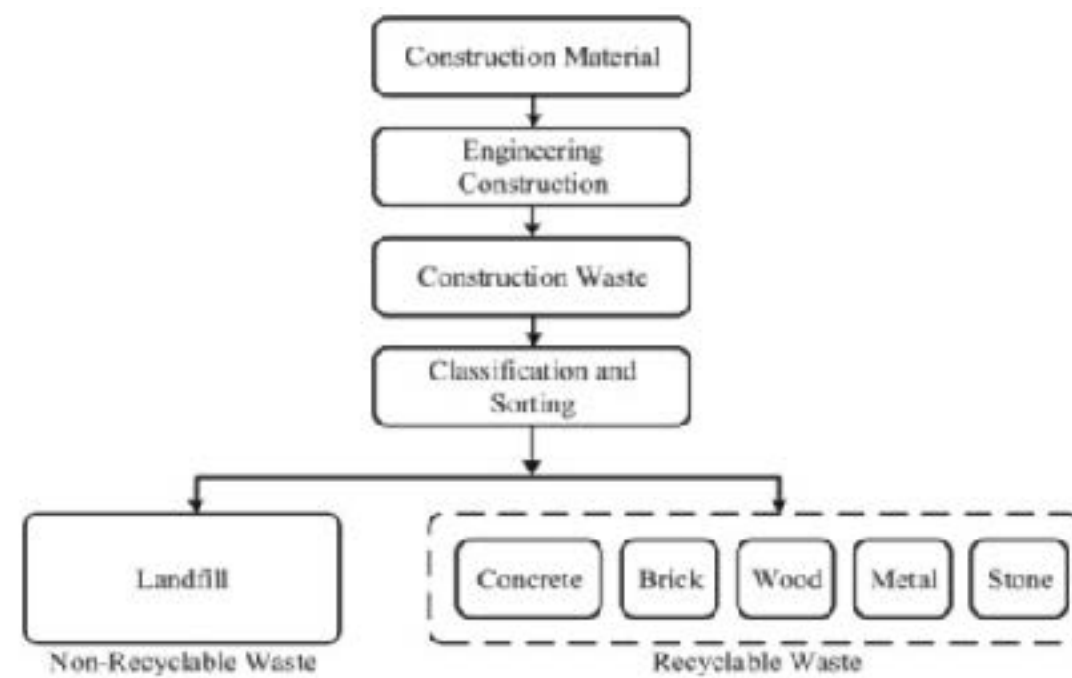 Construction Material
Engineering
Construction
Construction Waste
Classification and
Sorting
Landfill
Concrete
Brick
Wood
Metal
Stone
Non-Recyclable Waste
Recyclable Waste